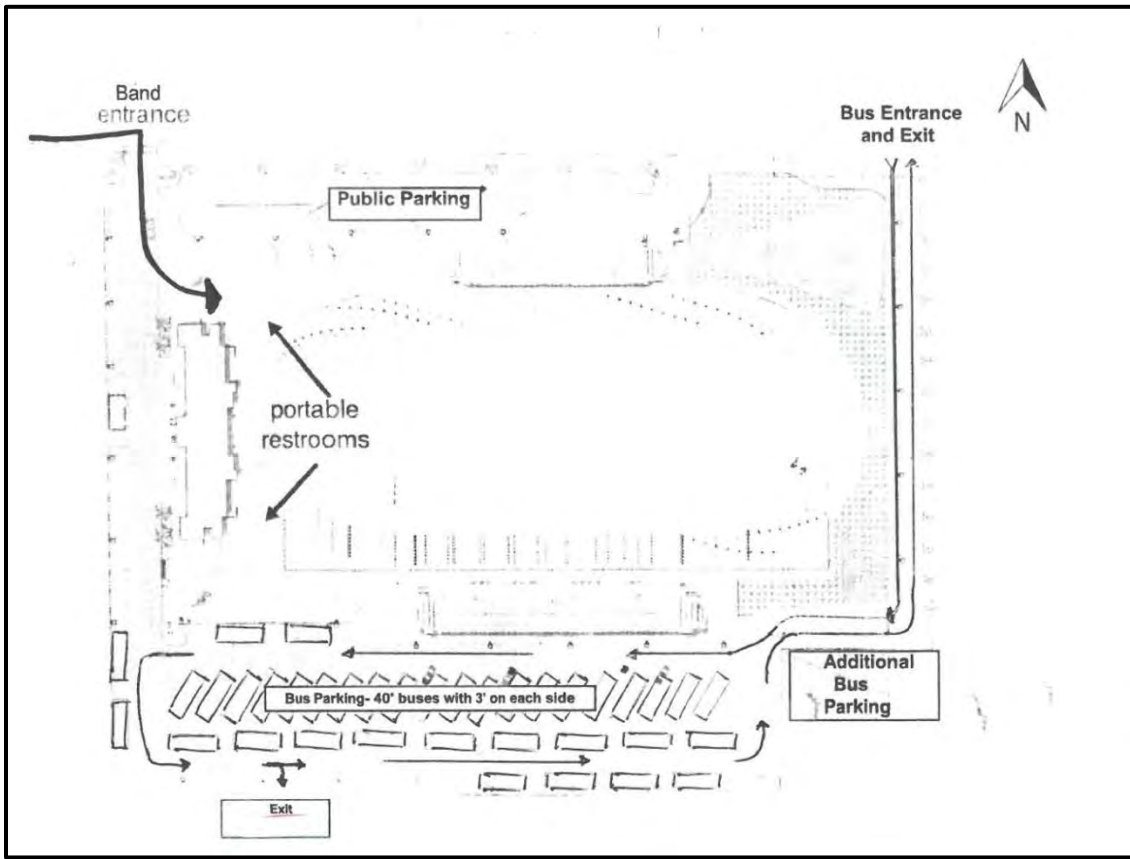 Band
entrance
Bus Entrance
and Exit
N
Public Parking
portable
restrooms
Additional
Bus
Parking
Bus Parking- 40' buses with 3' on each side
Exit